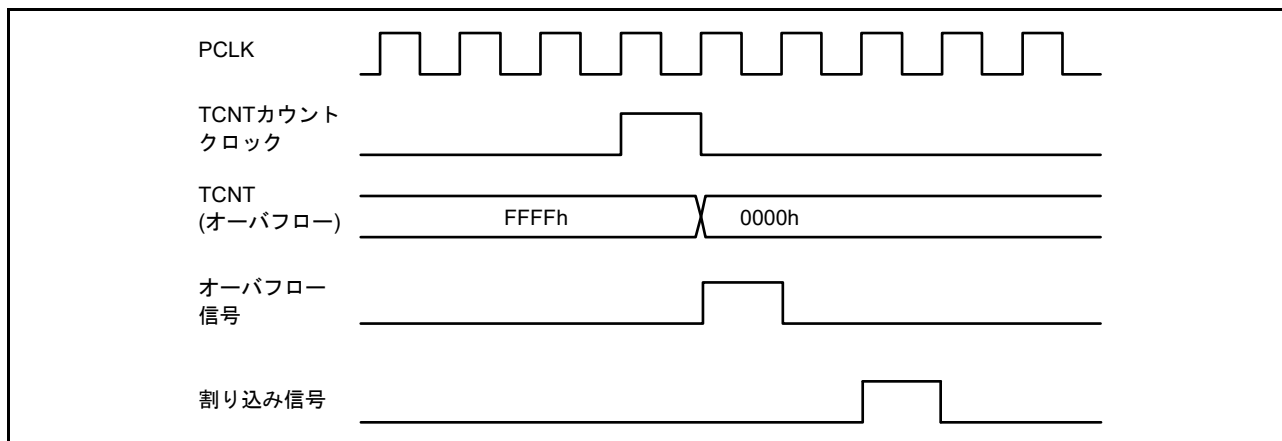 PCLK
TCNTカウント
クロック
TCNT
(オーバフロー)
FFFFh
0000h
オーバフロー
信号
割り込み信号